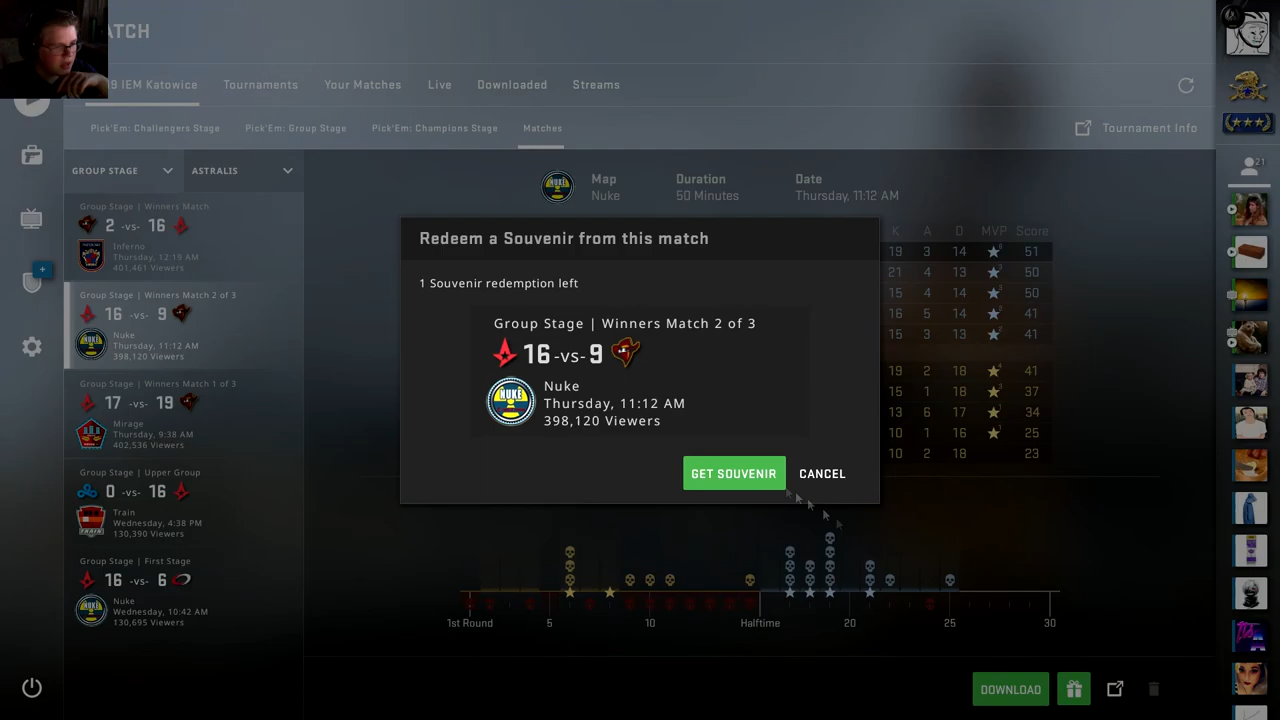 ATCH
9 IEM Katowice
Tournaments
Your Matches
Live
Downloaded
Streams
Pick'Em: Challengers Stage
Pick'Em: Group Stage
Pick'Em: Champions Stage
Matches
Tournament Info
GROUP STAGE
ASTRALIS
Group Stage | Winners Match
2 -vs- 16
Inferno
Thursday, 12:19 AM
401,461 Viewers
Group Stage | Winners Match 2 of 3
16 -vs- 9
Nuke
Thursday, 11:12 AM
398,120 Viewers
Group Stage | Winners Match 1 of 3
17 -vs- 19
Mirage
Thursday, 9:38 AM
402,536 Viewers
Group Stage | Upper Group
0 -vs- 16
Train
Wednesday, 4:38 PM
130,390 Viewers
Group Stage | First Stage
16 -vs- 6
Nuke
Wednesday, 10:42 AM
130,695 Viewers
Map
Nuke
Duration
50 Minutes
Date
Thursday, 11:12 AM
K A D MVP Score
19 3 14 51
21 4 13 50
15 4 14 50
16 5 14 41
15 3 13 41
19 2 18 41
15 1 18 37
13 6 17 34
10 1 16 25
10 2 18 23
Redeem a Souvenir from this match
1 Souvenir redemption left
Group Stage | Winners Match 2 of 3
16 -vs- 9
NUKE
Nuke
Thursday, 11:12 AM
398,120 Viewers
GET SOUVENIR
CANCEL
1st Round 5 10 Halftime 20 25 30
DOWNLOAD
21